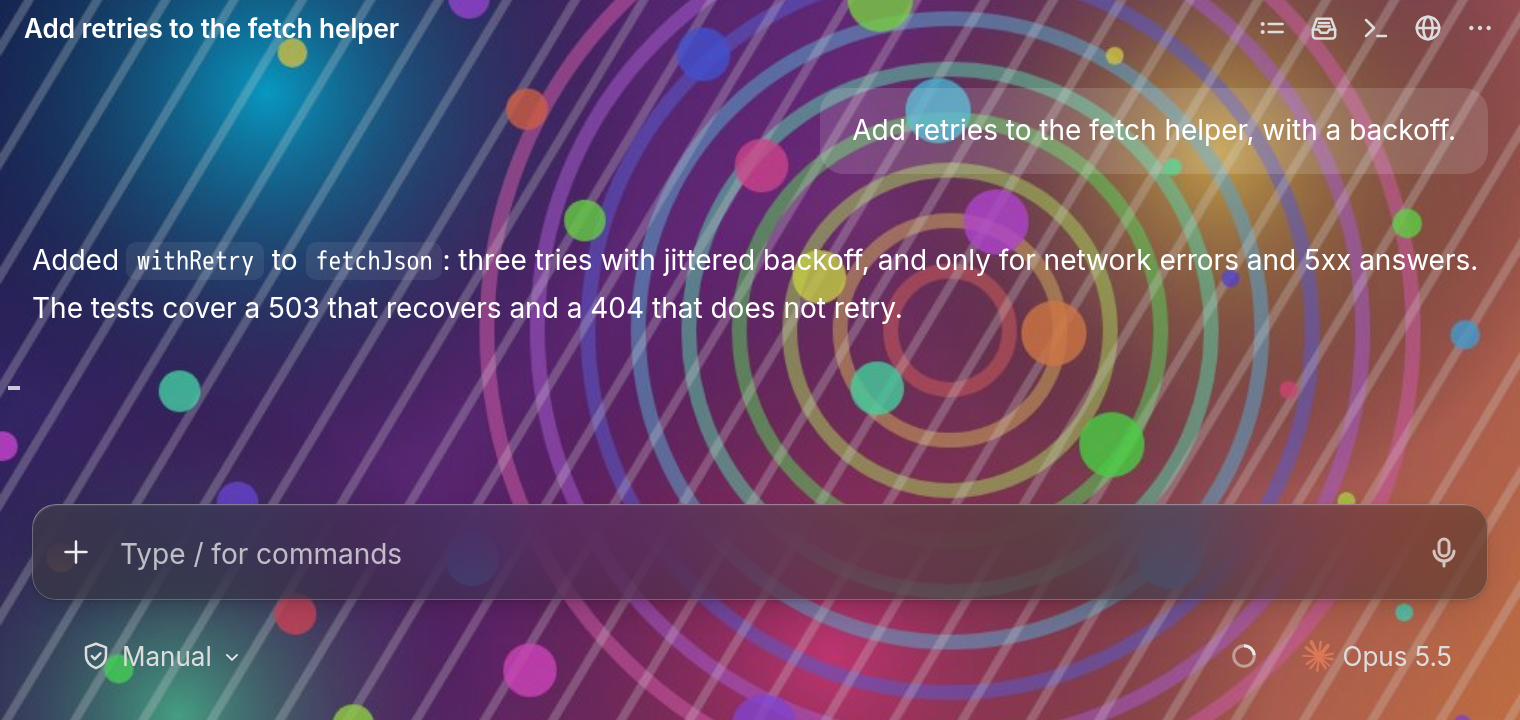 Add retries to the fetch helper
Add retries to the fetch helper, with a backoff.
Added withRetry to fetchJson : three tries with jittered backoff, and only for network errors and 5xx answers.
The tests cover a 503 that recovers and a 404 that does not retry.
Type / for commands
Manual
Opus 5.5